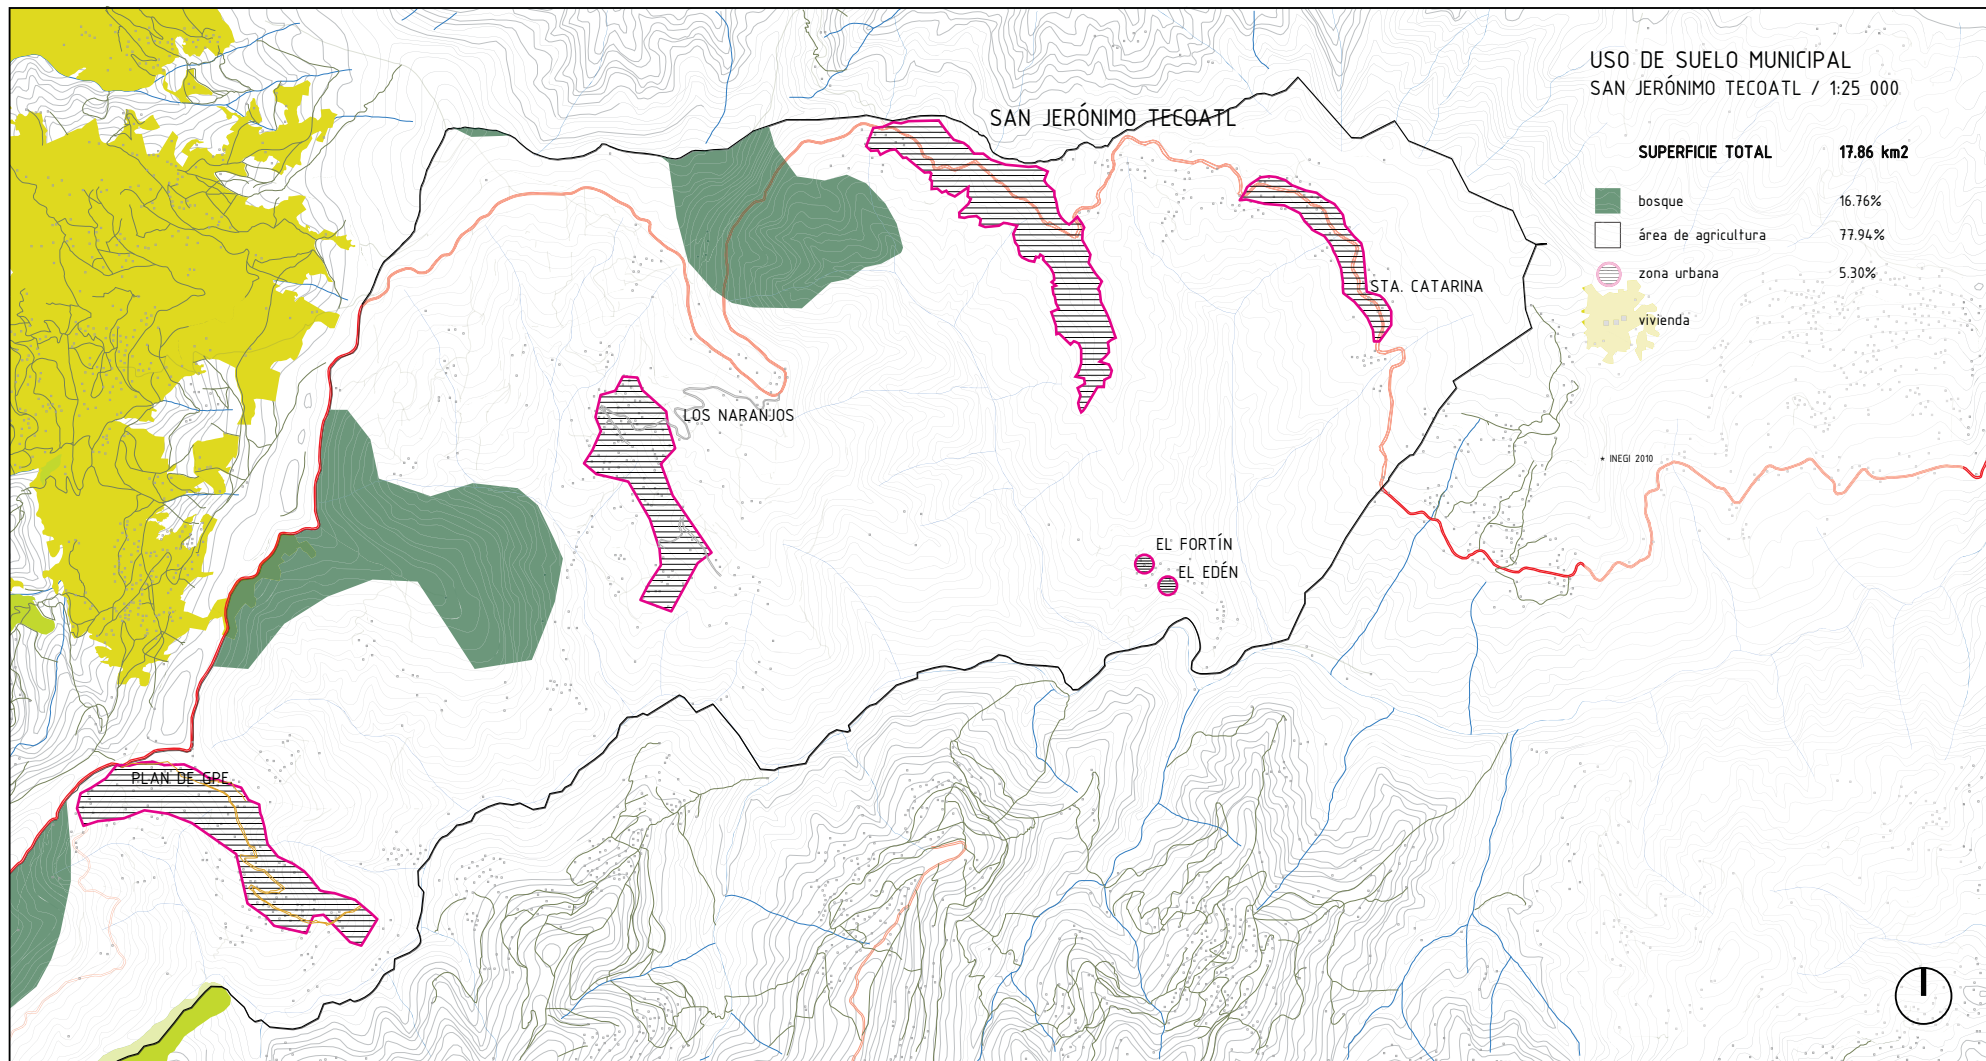 USO DE SUELO MUNICIPAL
SAN JERÓNIMO TECOATL / 1:25 000
SUPERFICIE TOTAL 17.86 km2
bosque 16.76%
área de agricultura 77.94%
zona urbana 5.30%
vivienda
* INEGI 2010
SAN JERÓNIMO TECOATL
STA. CATARINA
LOS NARANJOS
EL FORTÍN
EL EDÉN
PLAN DE GPE.